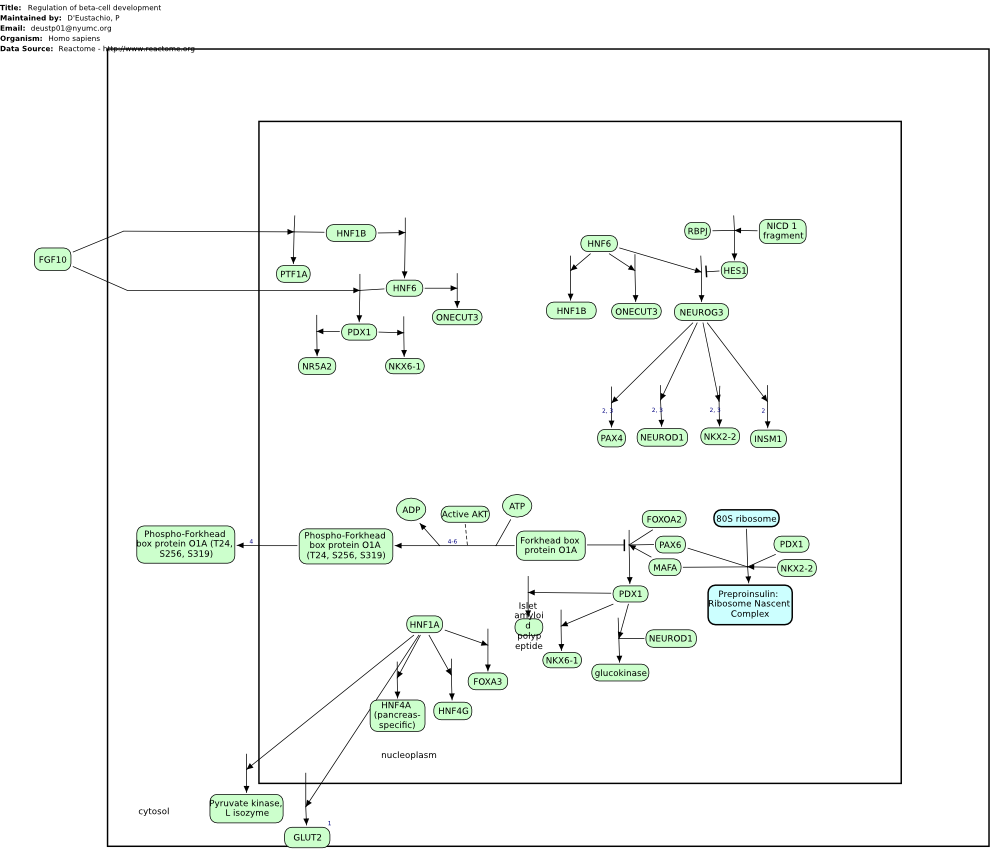 Title: Regulation of beta-cell development
Maintained by: D'Eustachio, P
Email: deustp01@nyumc.org
Organism: Homo sapiens
Data Source: Reactome - http://www.reactome.org
FGF10
HNF1B
PTF1A
HNF6
ONECUT3
PDX1
NR5A2
NKX6-1
RBPJ
NICD 1
fragment
HNF6
HES1
HNF1B
ONECUT3
NEUROG3
2, 3
2, 3
2, 3
2
PAX4
NEUROD1
NKX2-2
INSM1
ADP
Active AKT
ATP
Phospho-Forkhead
box protein O1A (T24,
S256, S319)
4
Phospho-Forkhead
box protein O1A
(T24, S256, S319)
4-6
Forkhead box
protein O1A
FOXOA2
PAX6
MAFA
80S ribosome
PDX1
NKX2-2
Preproinsulin:
Ribosome Nascent
Complex
PDX1
Islet
amyloi
d
polyp
eptide
NKX6-1
NEUROD1
glucokinase
HNF1A
FOXA3
HNF4A
(pancreas-
specific)
HNF4G
nucleoplasm
Pyruvate kinase,
L isozyme
cytosol
1
GLUT2